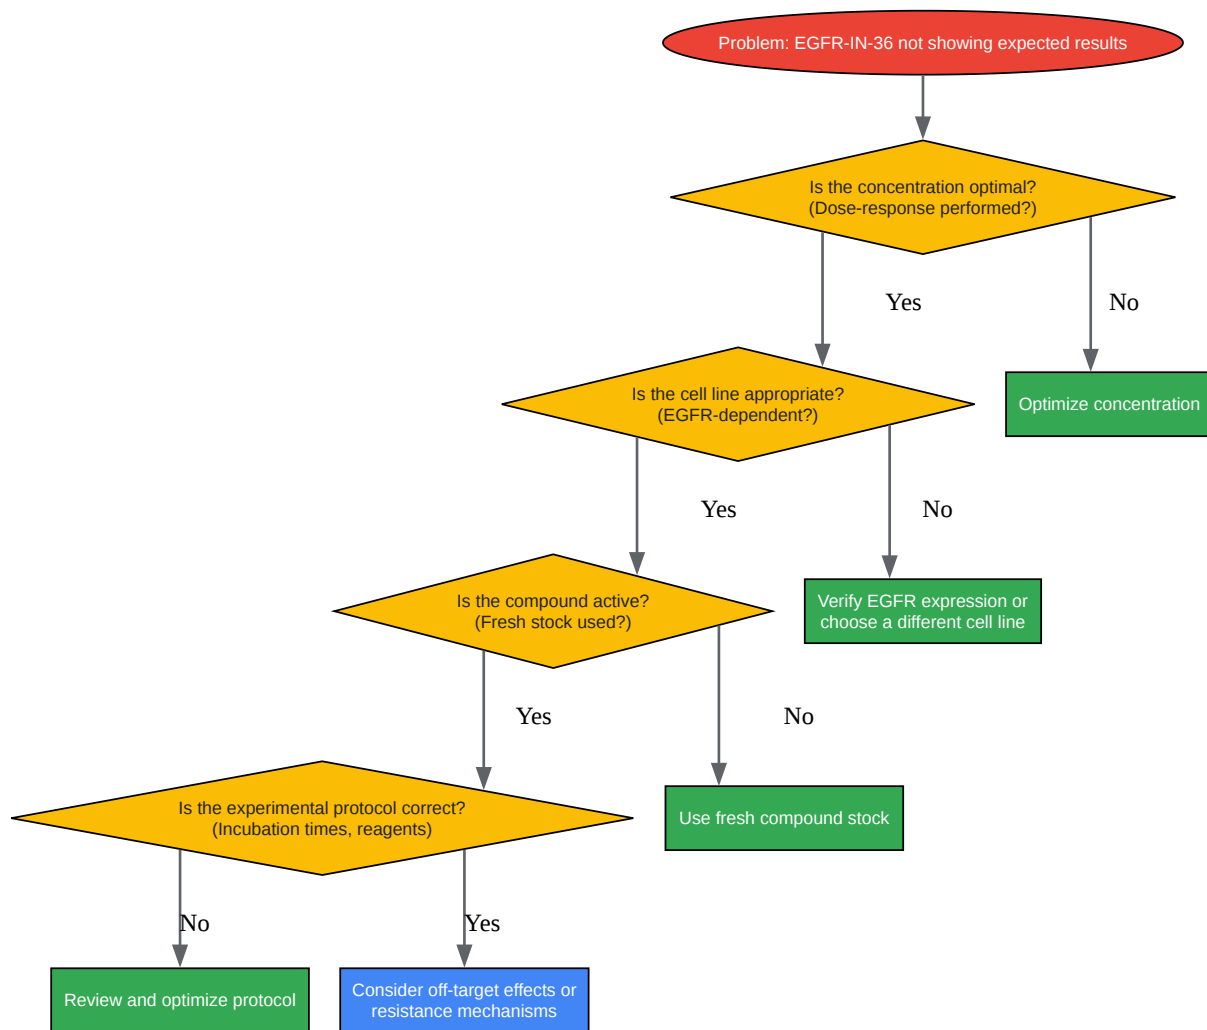 Problem: EGFR-IN-36 not showing expected results
Is the concentration optimal?
(Dose-response performed?)
Yes
No
Is the cell line appropriate?
(EGFR-dependent?)
Optimize concentration
Yes
No
Is the compound active?
(Fresh stock used?)
Verify EGFR expression or
choose a different cell line
Yes
No
Is the experimental protocol correct?
(Incubation times, reagents)
Use fresh compound stock
No
Yes
Review and optimize protocol
Consider off-target effects or
resistance mechanisms